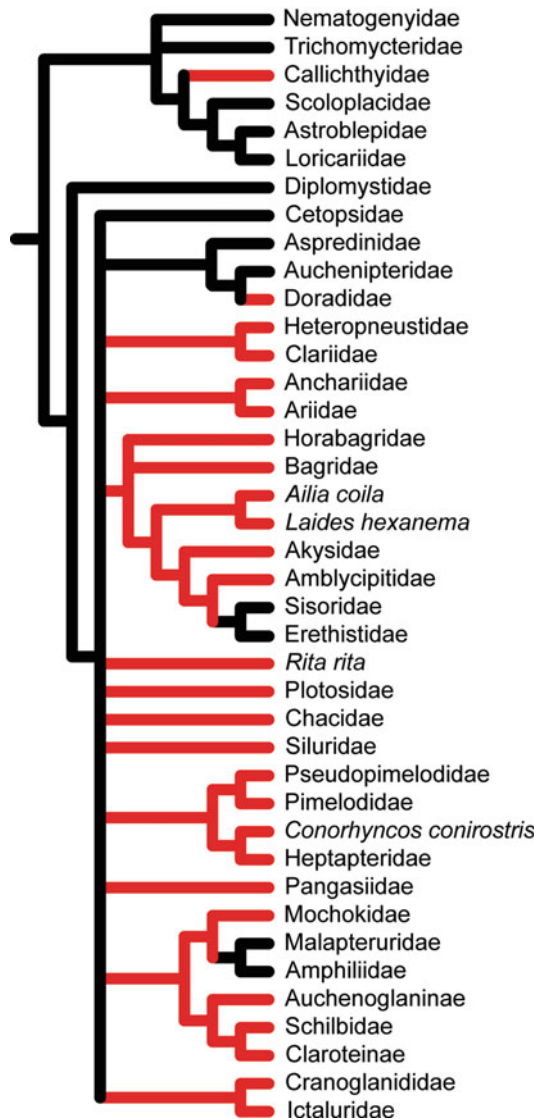 Nematogenyidae
Trichomycteridae
Callichthyidae
Scoloplacidae
Astroblepidae
Loricariidae
Diplomystidae
Cetopsidae
Aspredinidae
Auchenipteridae
Doradidae
Heteropneustidae
Clariidae
Anchariidae
Ariidae
Horabagridae
Bagridae
Ailia coila
Laides hexanema
Akysidae
Amblycipitidae
Sisoridae
Erethistidae
Rita rita
Plotosidae
Chacidae
Siluridae
Pseudopimelodidae
Pimelodidae
Conorhyncos conirostris
Heptapteridae
Pangasiidae
Mochokidae
Malapteruridae
Amphiliidae
Auchenoglaninae
Schilbidae
Claroteinae
Cranoglanididae
Ictaluridae